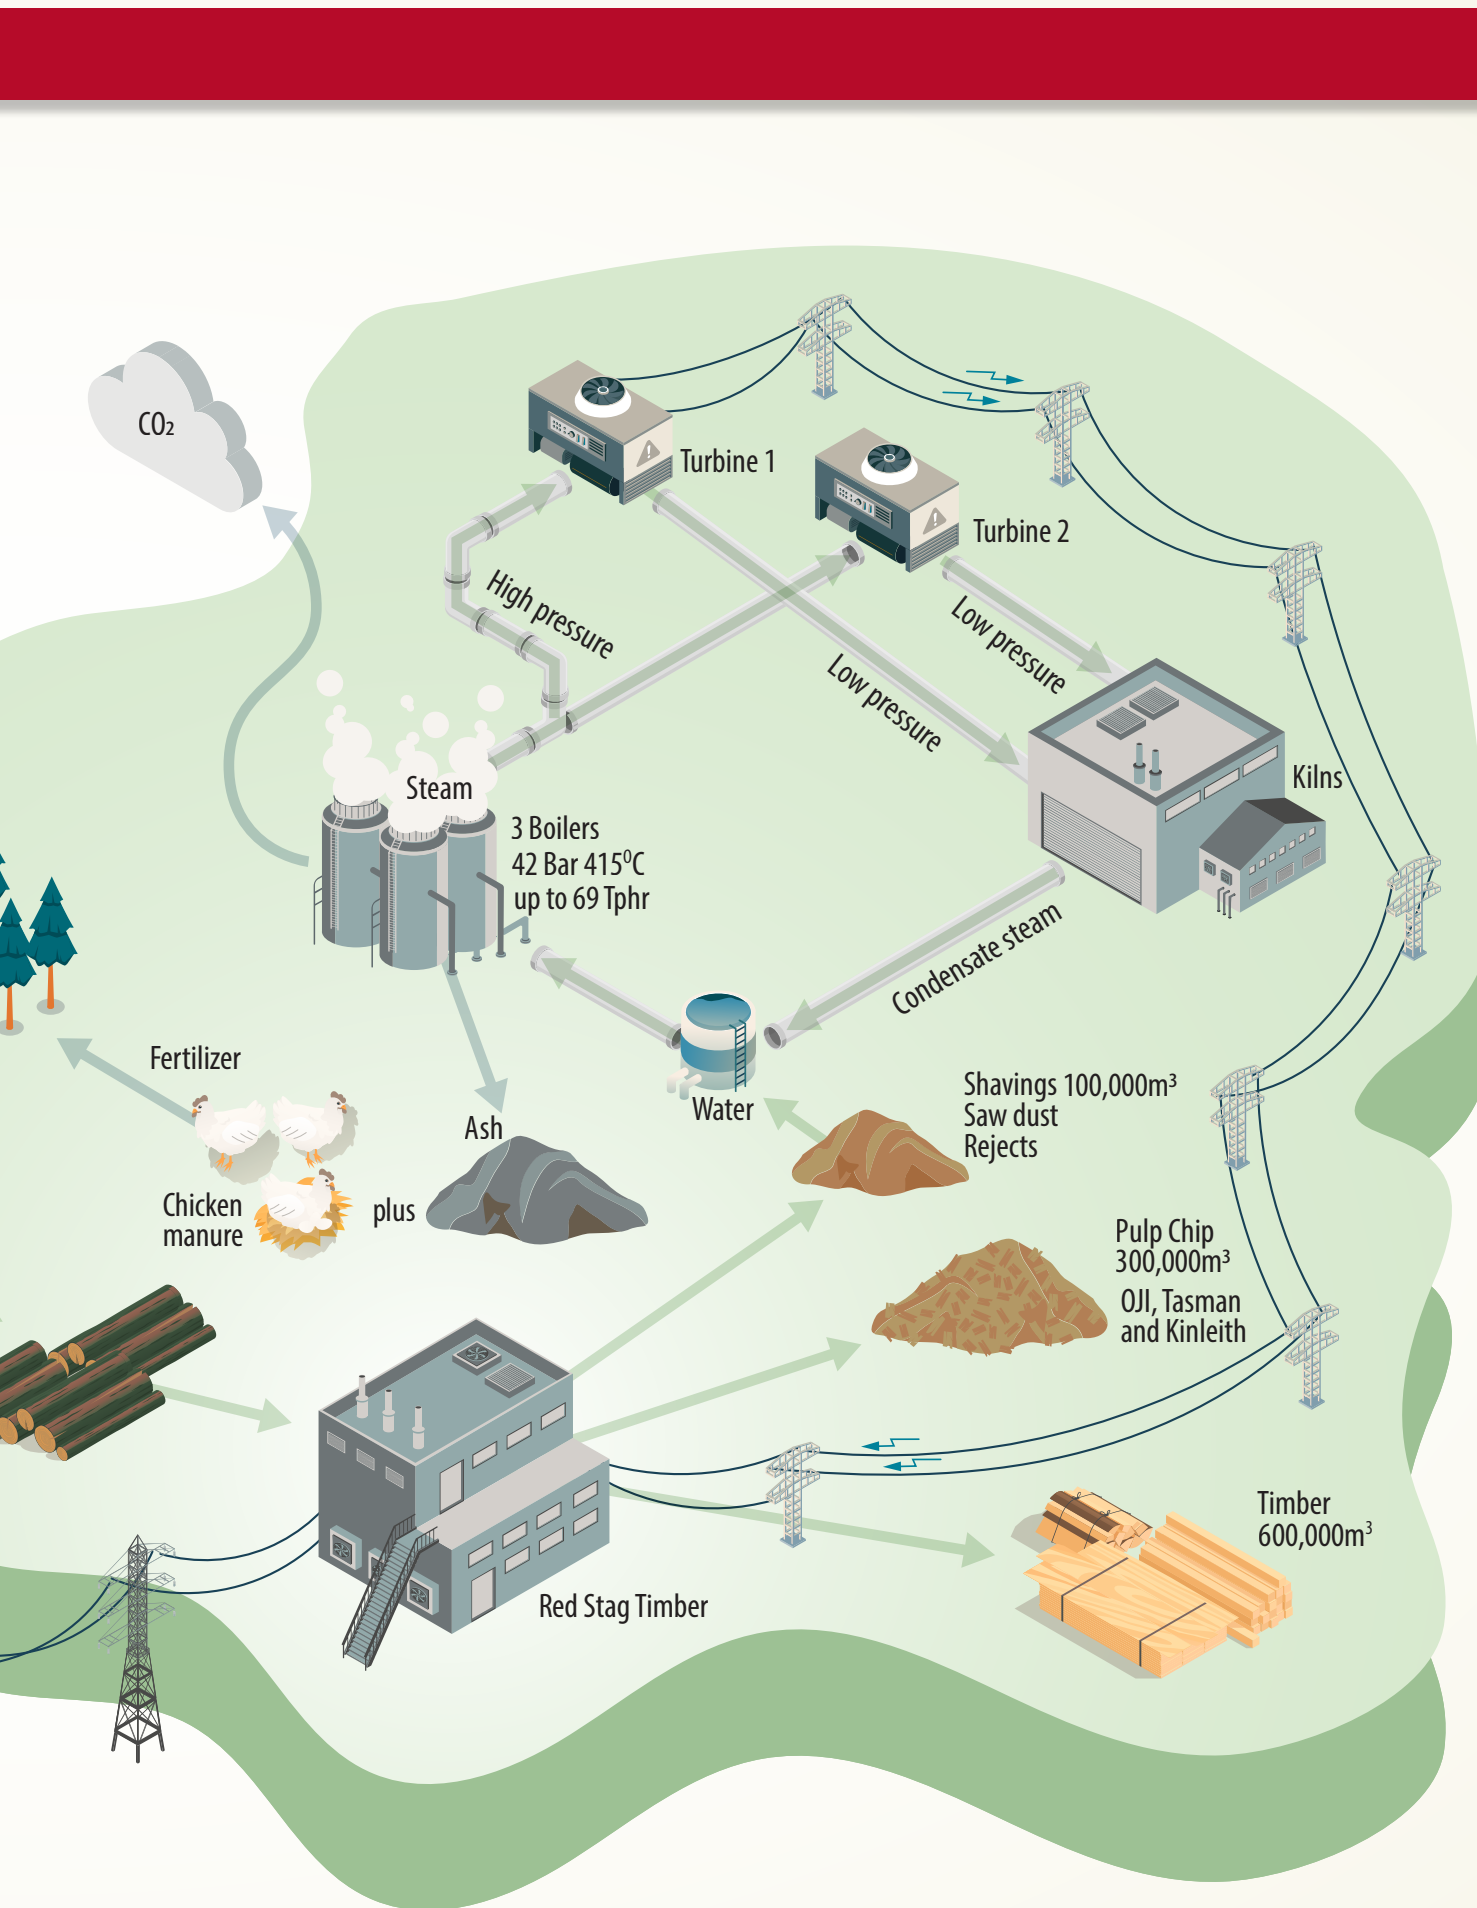 CO₂
Turbine 1
Turbine 2
High pressure
Low pressure
Low pressure
Steam
Kilns
3 Boilers
42 Bar 415⁰C
up to 69 Tphr
Condensate steam
Fertilizer
Water
Shavings 100,000m³
Saw dust
Rejects
Ash
Chicken
manure
plus
Pulp Chip
300,000m³
OJI, Tasman
and Kinleith
Timber
600,000m³
Red Stag Timber